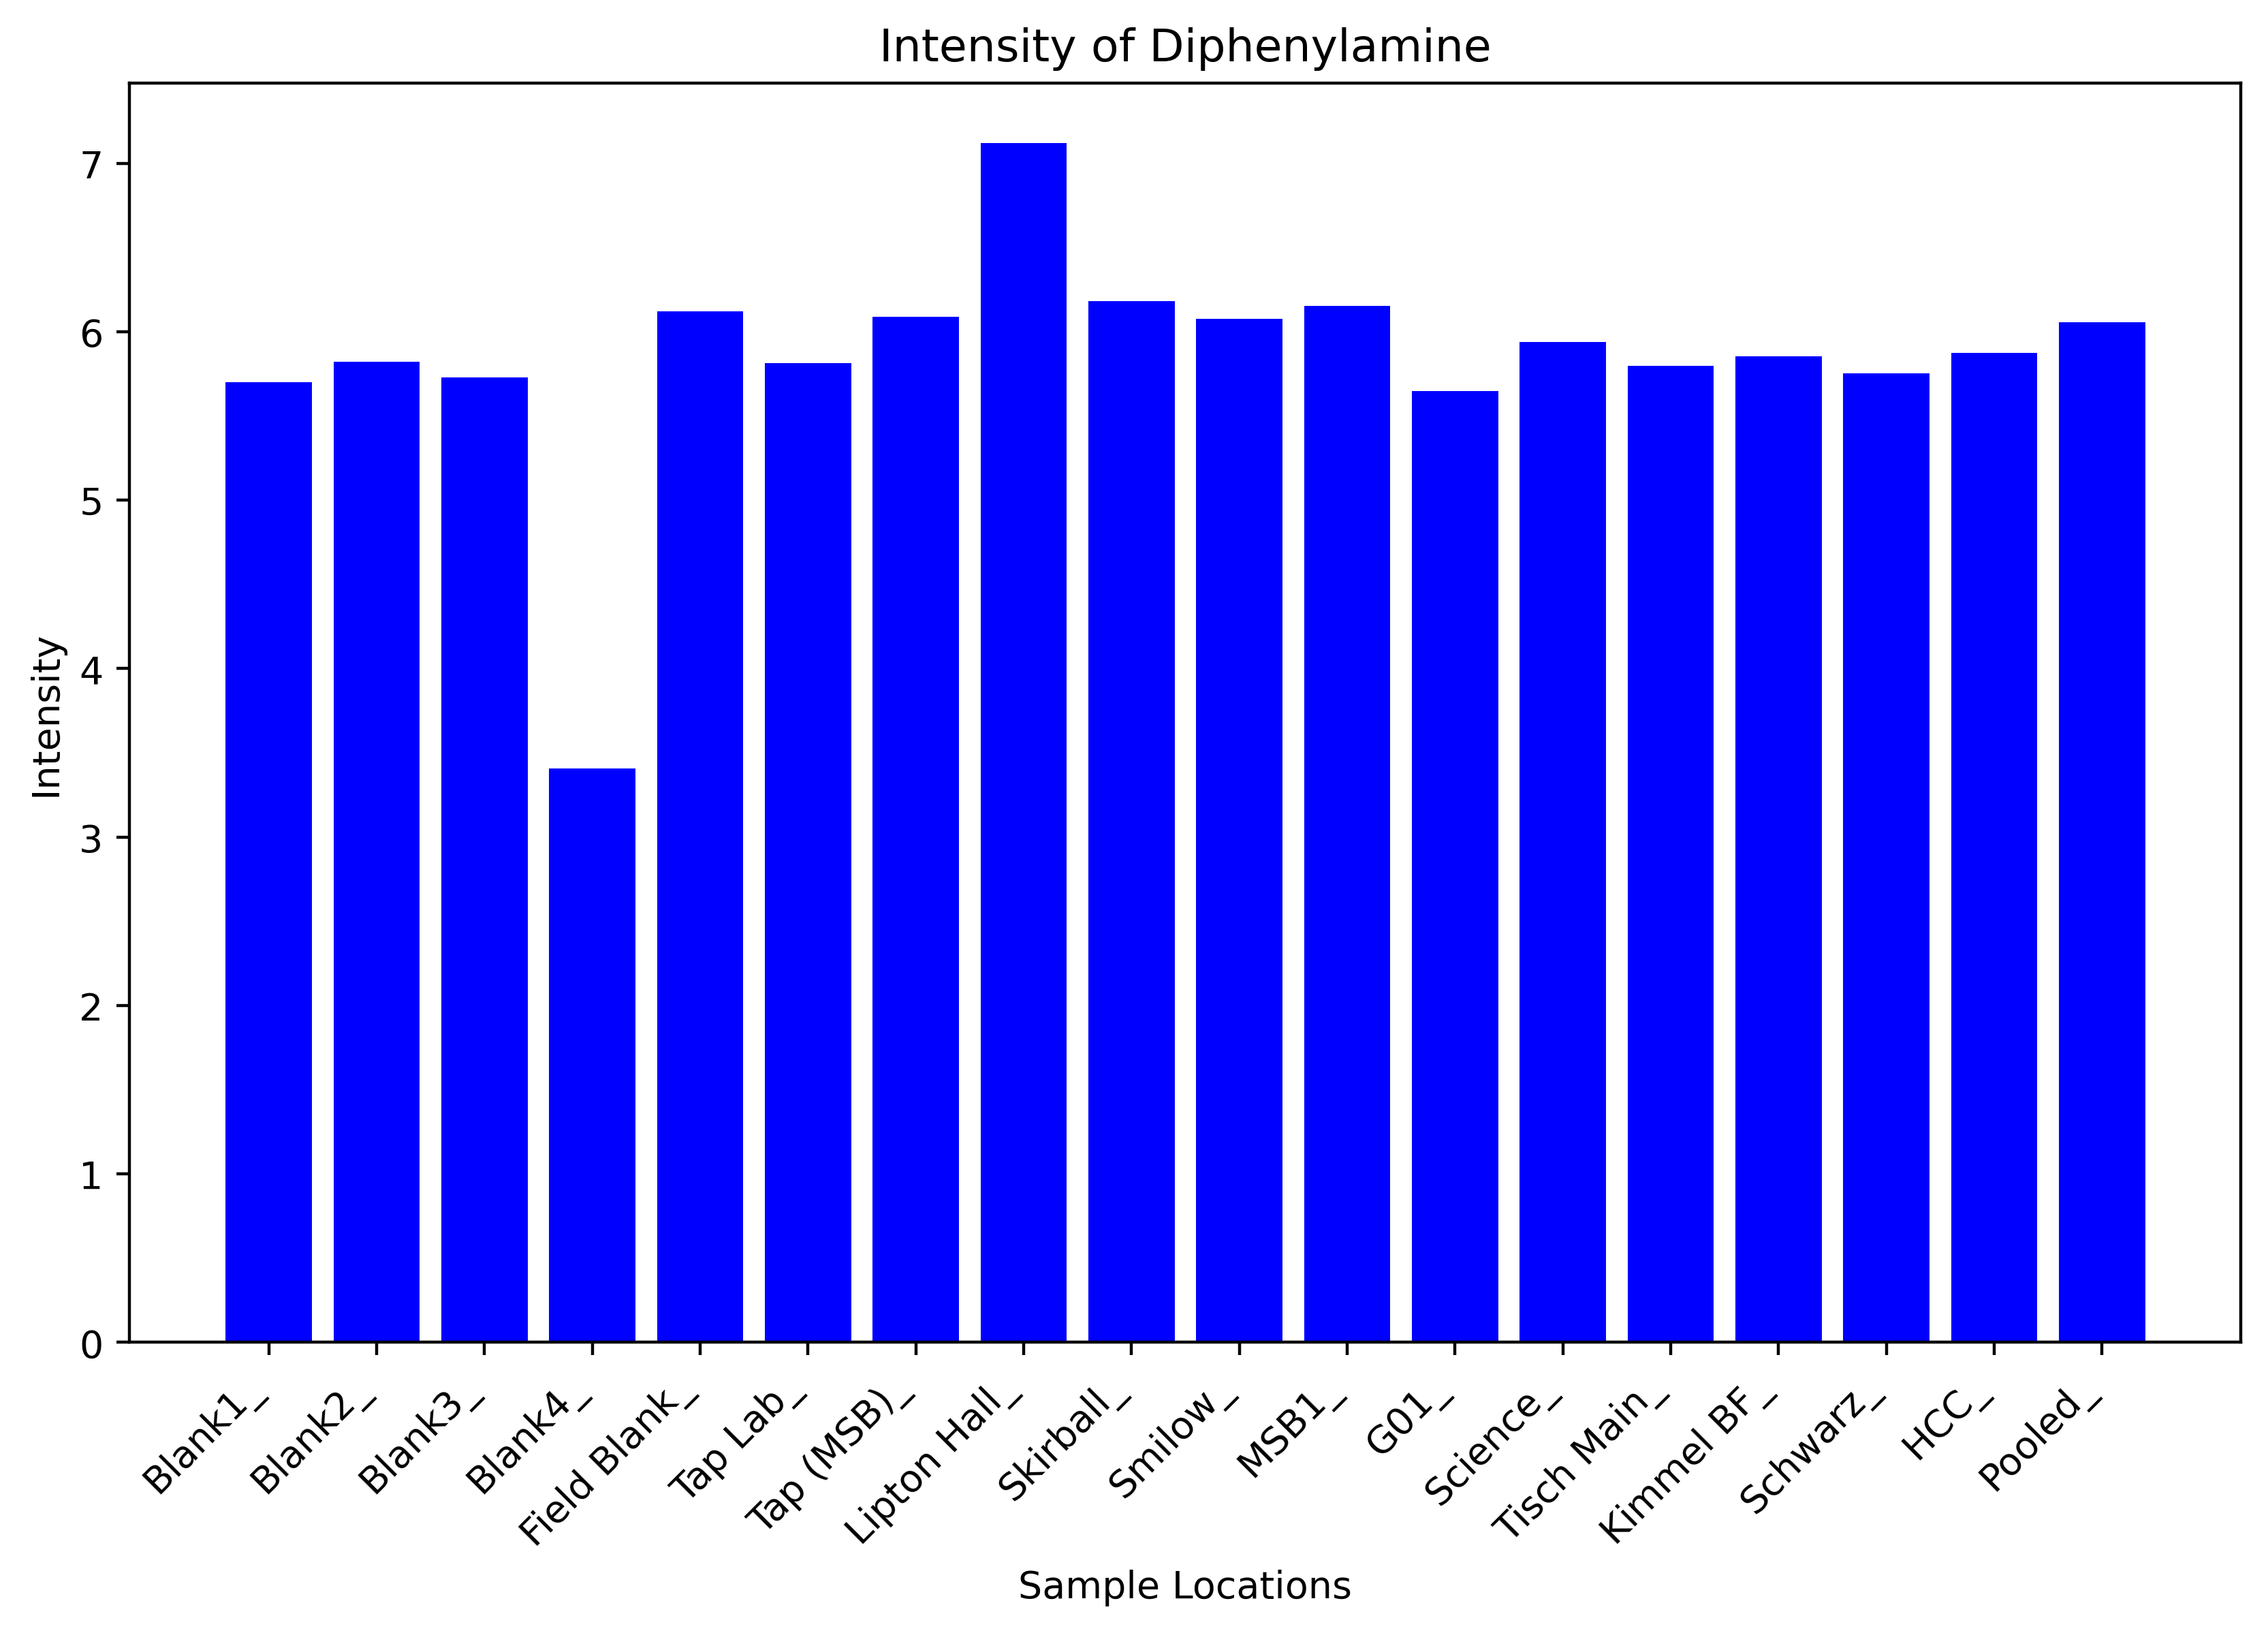 Intensity of Diphenylamine
Intensity
7
6
5
4
3
2
1
0
Blank1_
Blank2_
Blank3_
Blank4_
Field Blank_
Tap Lab_
Tap (MSB)_
Lipton Hall_
Skirball_
Smilow_
MSB1_
G01_
Science_
Tisch Main_
Kimmel BF_
Schwarz_
HCC_
Pooled_
Sample Locations